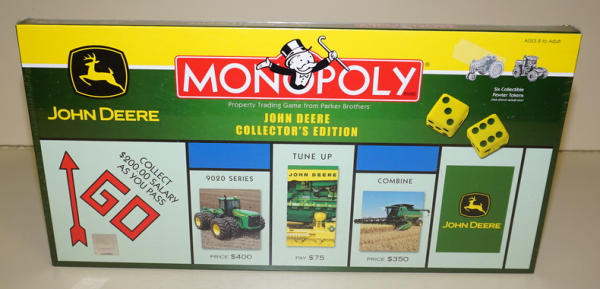 AGES 8 to Adult
MONOPOLY
Property Trading Game from Parker Brothers
JOHN DEERE
JOHN DEERE
COLLECTOR'S EDITION
Six Collectible
Pewter Tokens
COLLECT
$200.00 SALARY
AS YOU PASS
GO
9020 SERIES
PRICE $400
TUNE UP
JOHN DEERE
PAY $75
COMBINE
PRICE $350
JOHN DEERE